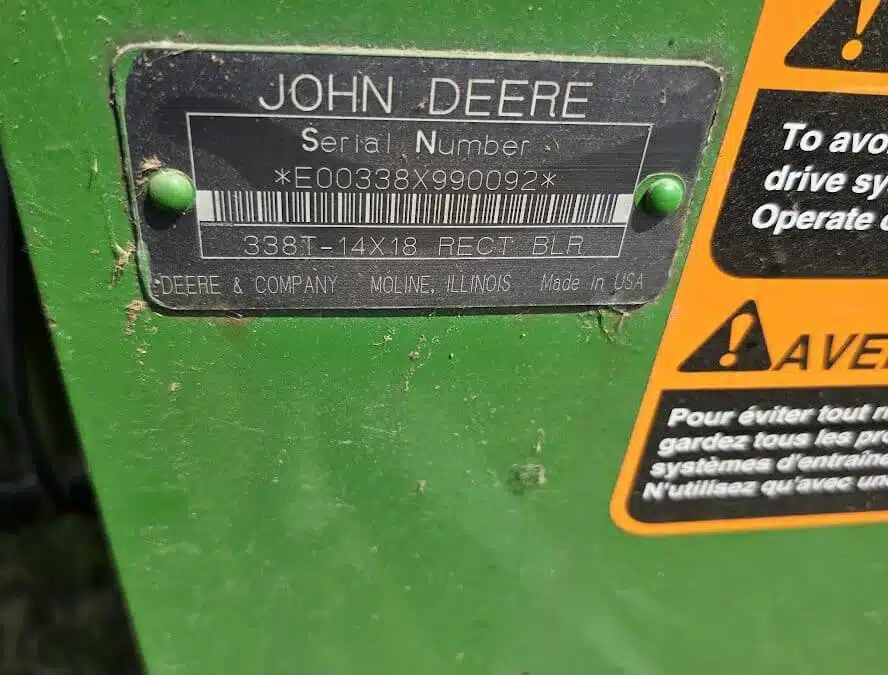 JOHN DEERE
Serial Number
*E00338X990092*
338T-14X18 RECT BLR
DEERE & COMPANY MOLINE, ILLINOIS Made in USA
To avo
drive sy
Operate
AVE
Pour éviter tout
gardez tous les pr
systèmes d'entraîne
N'utilisez qu'avec un